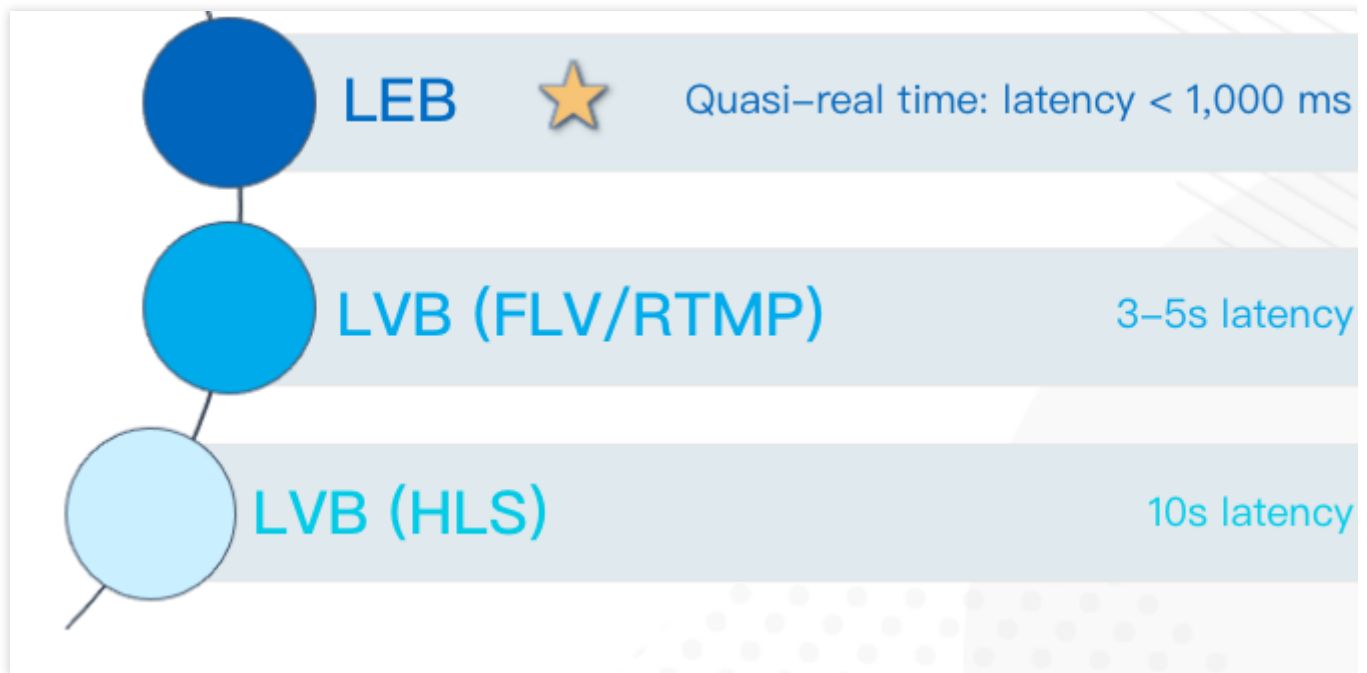 LEB
Quasi–real time: latency < 1,000 ms
LVB (FLV/RTMP)
3–5s latency
LVB (HLS)
10s latency